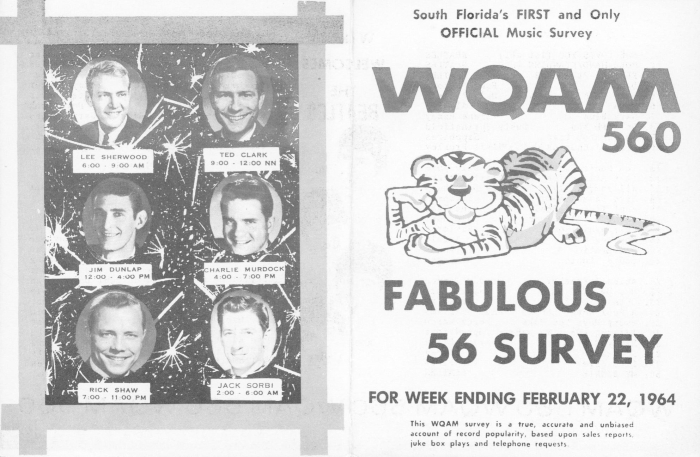 LEE SHERWOOD
6:00 - 9:00 AM
TED CLARK
9:00 - 12:00 NN
JIM DUNLAP
12:00 - 4:00 PM
CHARLIE MURDOCK
4:00 - 7:00 PM
RICK SHAW
7:00 - 11:00 PM
JACK SORBI
2:00 - 6:00 AM
South Florida's FIRST and Only
OFFICIAL Music Survey
WQAM
560
FABULOUS
56 SURVEY
FOR WEEK ENDING FEBRUARY 22, 1964
This WQAM survey is a true, accurate and unbiased
account of record popularity, based upon sales reports,
juke box plays and telephone requests.